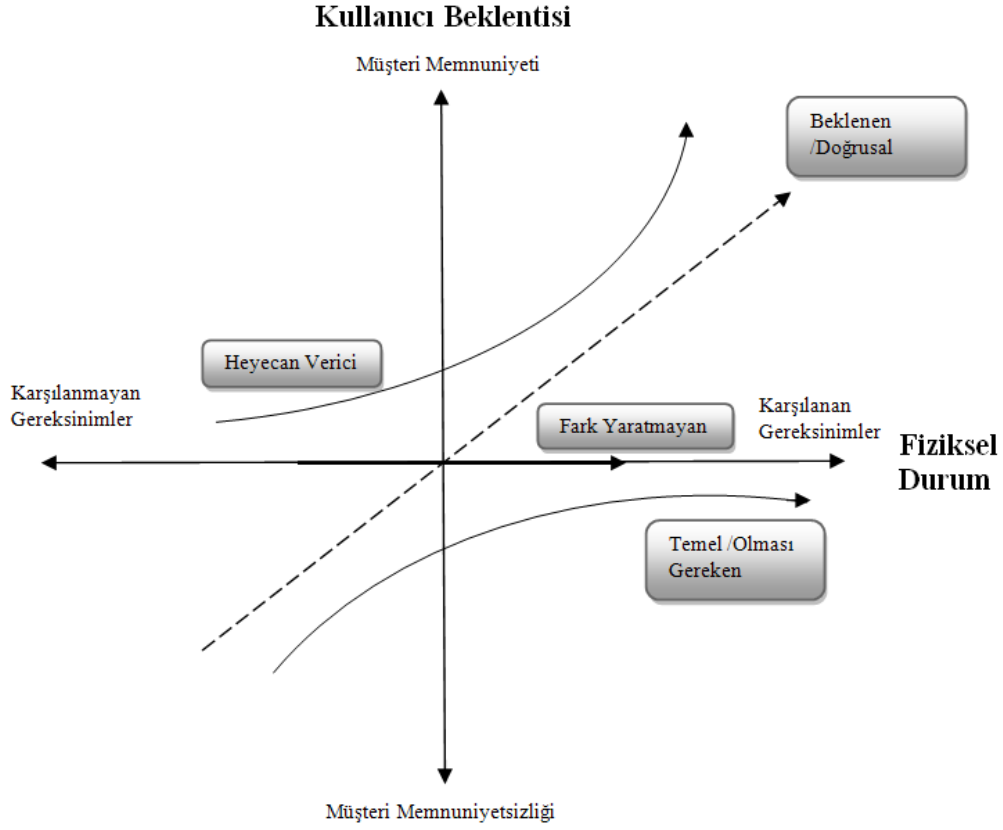 Kullanıcı Beklentisi
Müşteri Memnuniyeti
Beklenen
/Doğrusal
Heyecan Verici
Karşılanmayan
Gereksinimler
Fark Yaratmayan
Karşılanan
Gereksinimler
Fiziksel
Durum
Temel /Olması
Gereken
Müşteri Memnuniyetsizliği